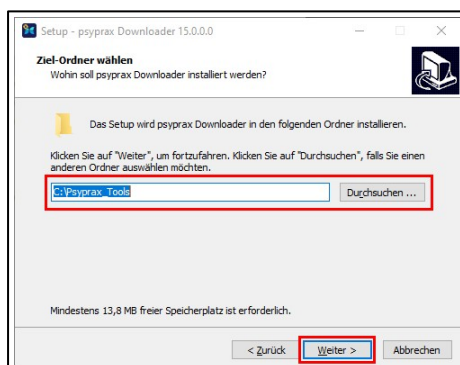 Setup - psyprax Downloader 15.0.0.0
Ziel-Ordner wählen
Wohin soll psyprax Downloader installiert werden?
Das Setup wird psyprax Downloader in den folgenden Ordner installieren.
Klicken Sie auf "Weiter", um fortzufahren. Klicken Sie auf "Durchsuchen", falls Sie einen
anderen Ordner auswählen möchten.
C:\Psyprax_Tools
Durchsuchen ...
Mindestens 13,8 MB freier Speicherplatz ist erforderlich.
< Zurück
Weiter >
Abbrechen